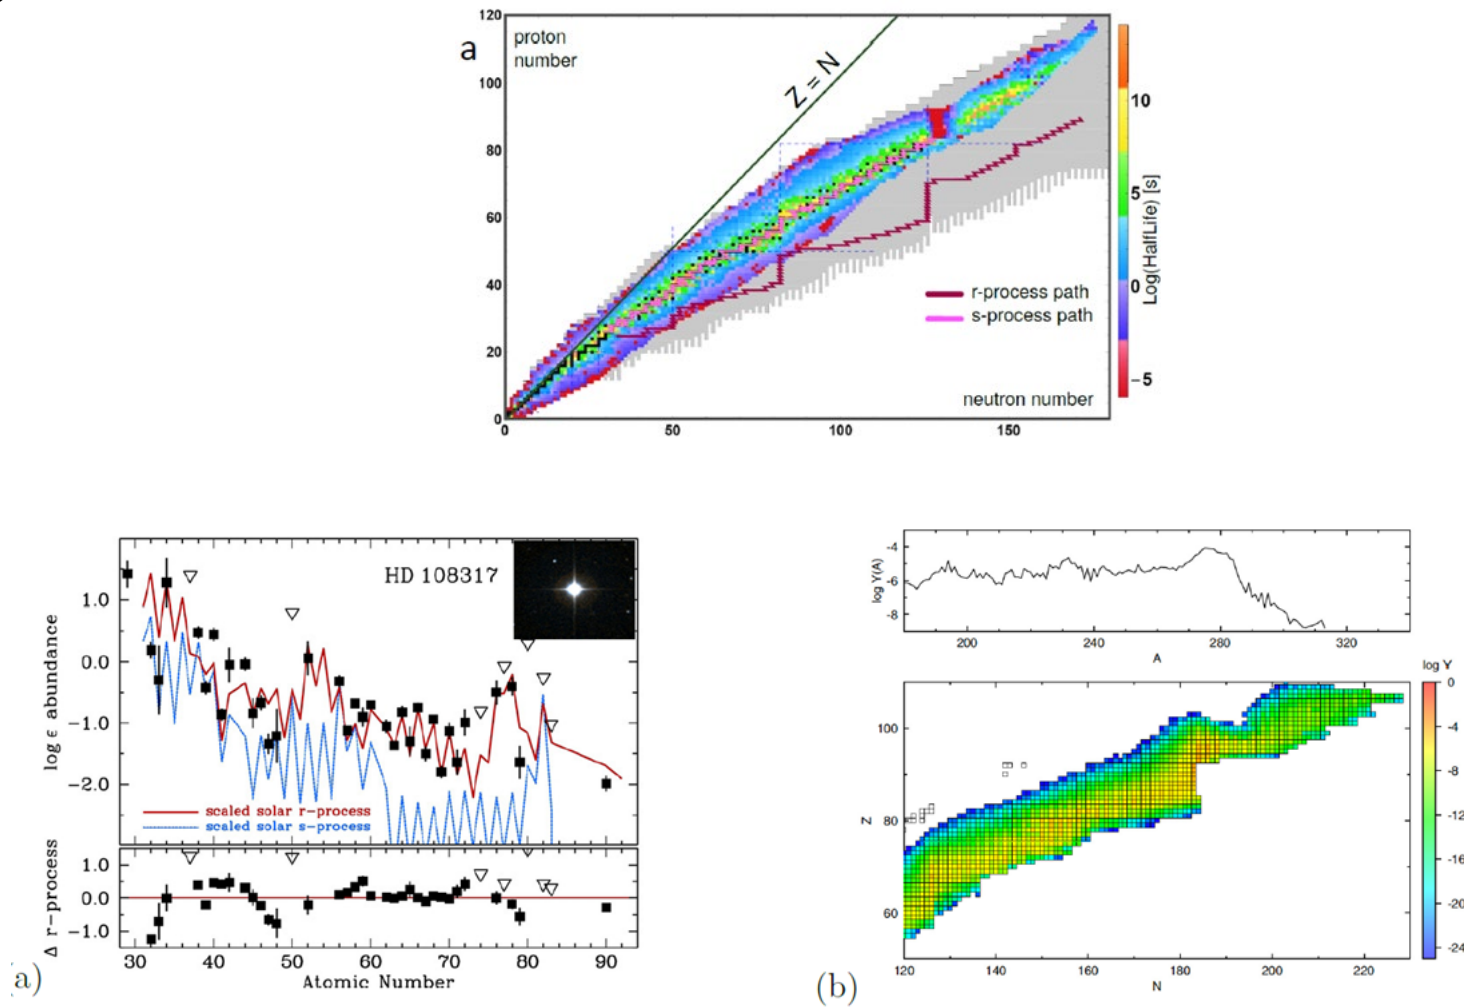 a
proton
number
Z = N
120
100
80
60
40
20
0
0
50
100
150
neutron number
r-process path
s-process path
10
5
0
−5
Log(HalfLife) [s]
HD 108317
1.0
0.0
−1.0
−2.0
log ε abundance
scaled solar r−process
scaled solar s−process
1.0
0.0
−1.0
Δ r−process
30 40 50 60 70 80 90
Atomic Number
a)
-4
-6
-8
log Y(A)
200 240 280 320
A
log Y
0
-4
-8
-12
-16
-20
-24
100
80
60
Z
120 140 160 180 200 220
N
(b)